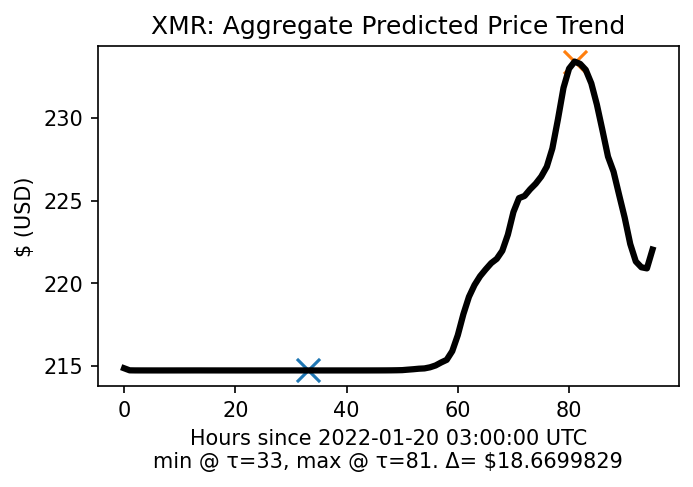 XMR: Aggregate Predicted Price Trend
$ (USD)
230
225
220
215
0 20 40 60 80
Hours since 2022-01-20 03:00:00 UTC
min @ τ=33, max @ τ=81. Δ= $18.6699829